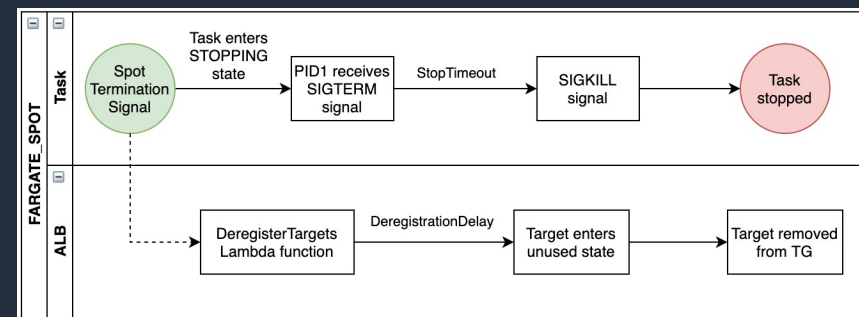 FARGATE_SPOT
Task
Spot
Termination
Signal
Task enters
STOPPING
state
PID1 receives
SIGTERM
signal
StopTimeout
SIGKILL
signal
Task
stopped
ALB
DeregisterTargets
Lambda function
DeregistrationDelay
Target enters
unused state
Target removed
from TG